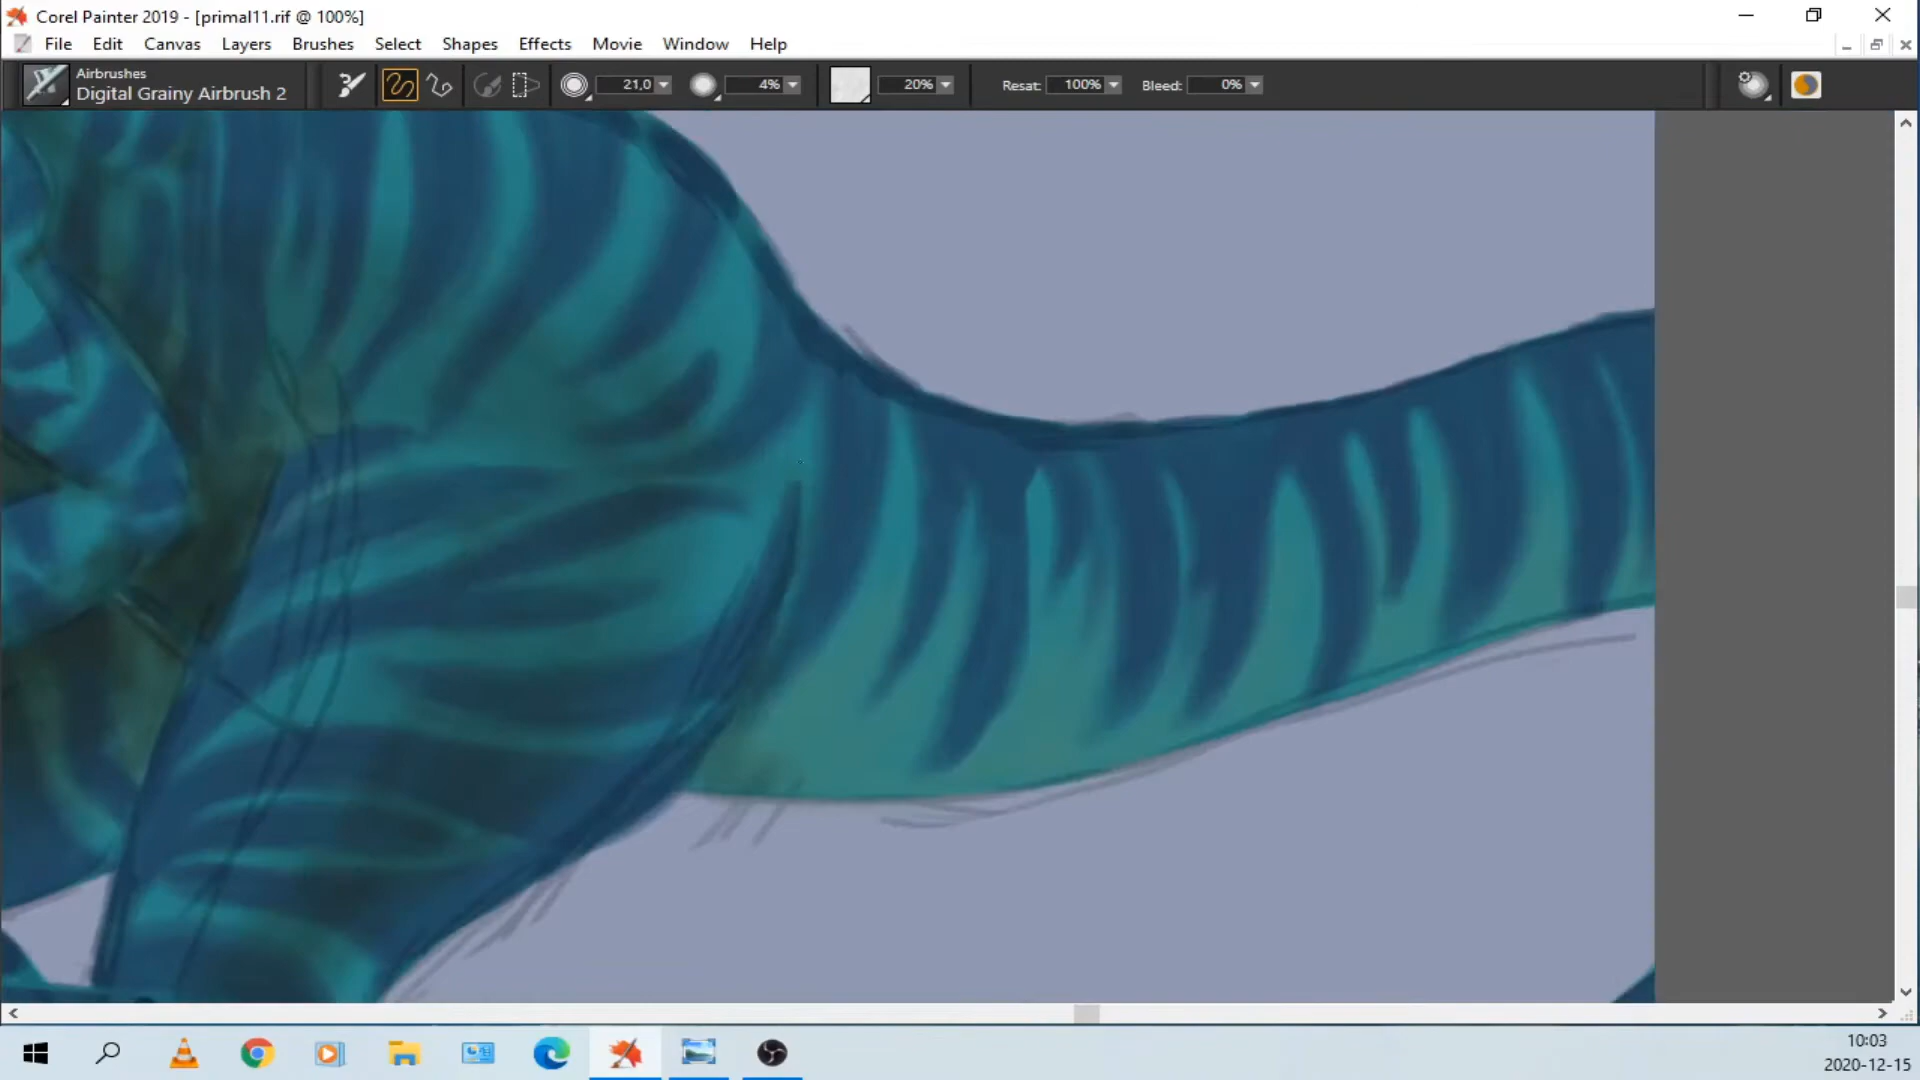 Corel Painter 2019 - [primal11.rif @ 100%]
File Edit Canvas Layers Brushes Select Shapes Effects Movie Window Help
Airbrushes
Digital Grainy Airbrush 2
21,0 4% 20% Resat: 100% Bleed: 0%
10:03
2020-12-15